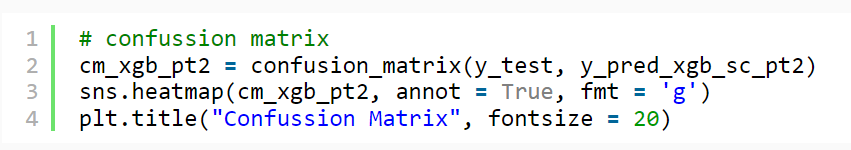 1 # confussion matrix
2 cm_xgb_pt2 = confusion_matrix(y_test, y_pred_xgb_sc_pt2)
3 sns.heatmap(cm_xgb_pt2, annot = True, fmt = 'g')
4 plt.title("Confussion Matrix", fontsize = 20)